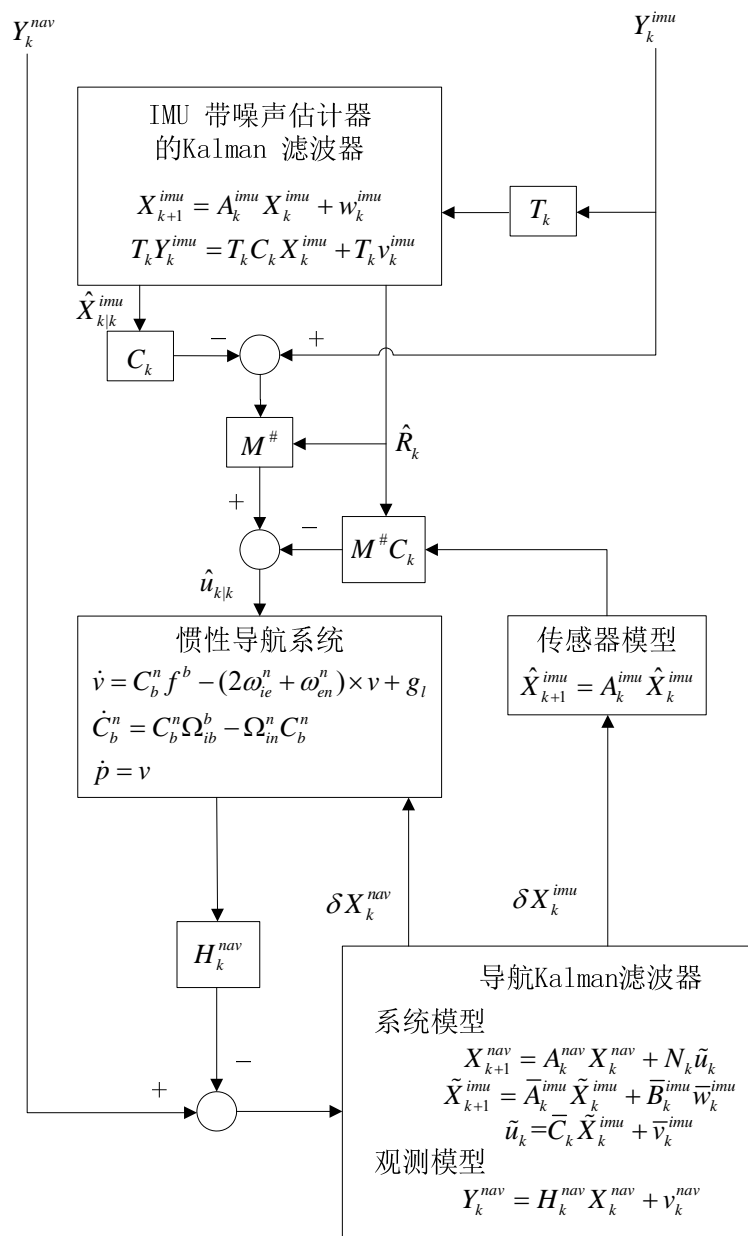 Y_k^{nav}
Y_k^{imu}
IMU 带噪声估计器
的Kalman 滤波器
X_{k+1}^{imu} = A_k^{imu} X_k^{imu} + w_k^{imu}
T_k Y_k^{imu} = T_k C_k X_k^{imu} + T_k v_k^{imu}
T_k
\hat{X}_{k|k}^{imu}
C_k
−
+
M^#
\hat{R}_k
+
−
M^# C_k
\hat{u}_{k|k}
惯性导航系统
\dot{v} = C_b^n f^b − (2ω_{ie}^n + ω_{en}^n) × v + g_l
\dot{C}_b^n = C_b^n Ω_{ib}^b − Ω_{in}^n C_b^n
\dot{p} = v
传感器模型
\hat{X}_{k+1}^{imu} = A_k^{imu} \hat{X}_k^{imu}
δX_k^{nav}
δX_k^{imu}
H_k^{nav}
−
+
导航Kalman滤波器
系统模型
X_{k+1}^{nav} = A_k^{nav} X_k^{nav} + N_k \tilde{u}_k
\tilde{X}_{k+1}^{imu} = \bar{A}_k^{imu} \tilde{X}_k^{imu} + \bar{B}_k^{imu} \bar{w}_k^{imu}
\tilde{u}_k = \bar{C}_k \tilde{X}_k^{imu} + \bar{v}_k^{imu}
观测模型
Y_k^{nav} = H_k^{nav} X_k^{nav} + v_k^{nav}